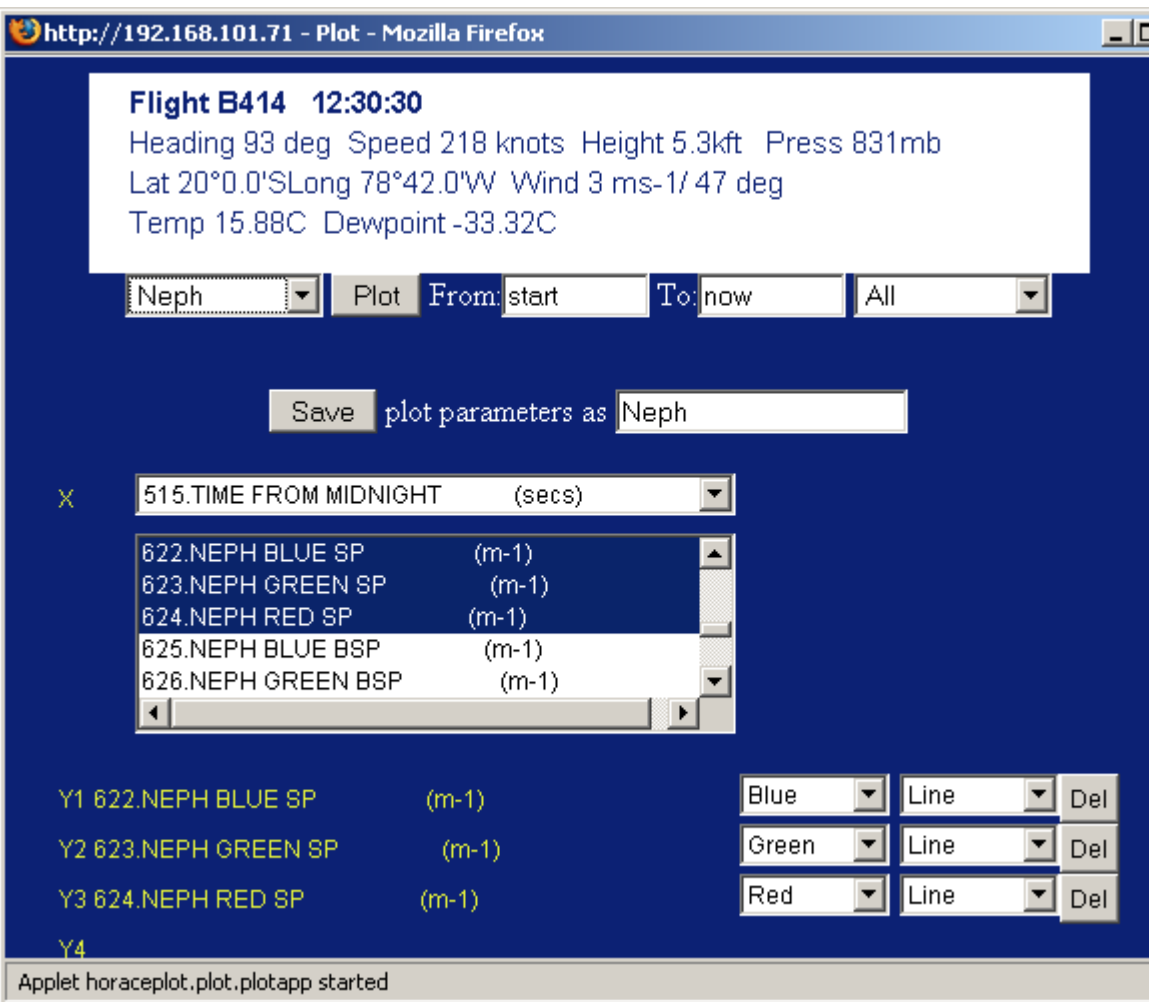 http://192.168.101.71 - Plot - Mozilla Firefox
Flight B414 12:30:30
Heading 93 deg Speed 218 knots Height 5.3kft Press 831mb
Lat 20°0.0'SLong 78°42.0'W Wind 3 ms-1/ 47 deg
Temp 15.88C Dewpoint -33.32C
Neph Plot From: start To: now All
Save plot parameters as Neph
X 515.TIME FROM MIDNIGHT (secs)
622.NEPH BLUE SP (m-1)
623.NEPH GREEN SP (m-1)
624.NEPH RED SP (m-1)
625.NEPH BLUE BSP (m-1)
626.NEPH GREEN BSP (m-1)
Y1 622.NEPH BLUE SP (m-1) Blue Line Del
Y2 623.NEPH GREEN SP (m-1) Green Line Del
Y3 624.NEPH RED SP (m-1) Red Line Del
Y4
Applet horaceplot.plot.plotapp started